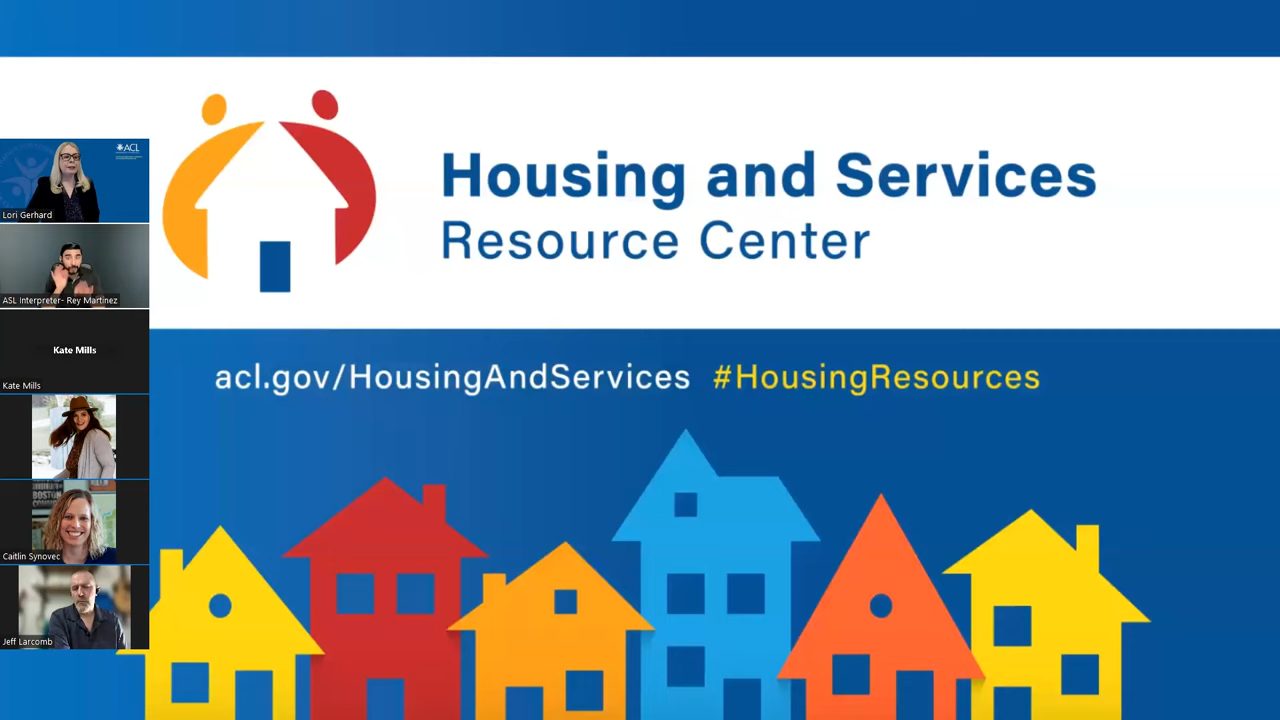 Housing and Services
Resource Center
acl.gov/HousingAndServices #HousingResources
ACL
Lori Gerhard
ASL Interpreter- Rey Martinez
Kate Mills
Kate Mills
BOSTON
Caitlin Synovec
Jeff Larcomb